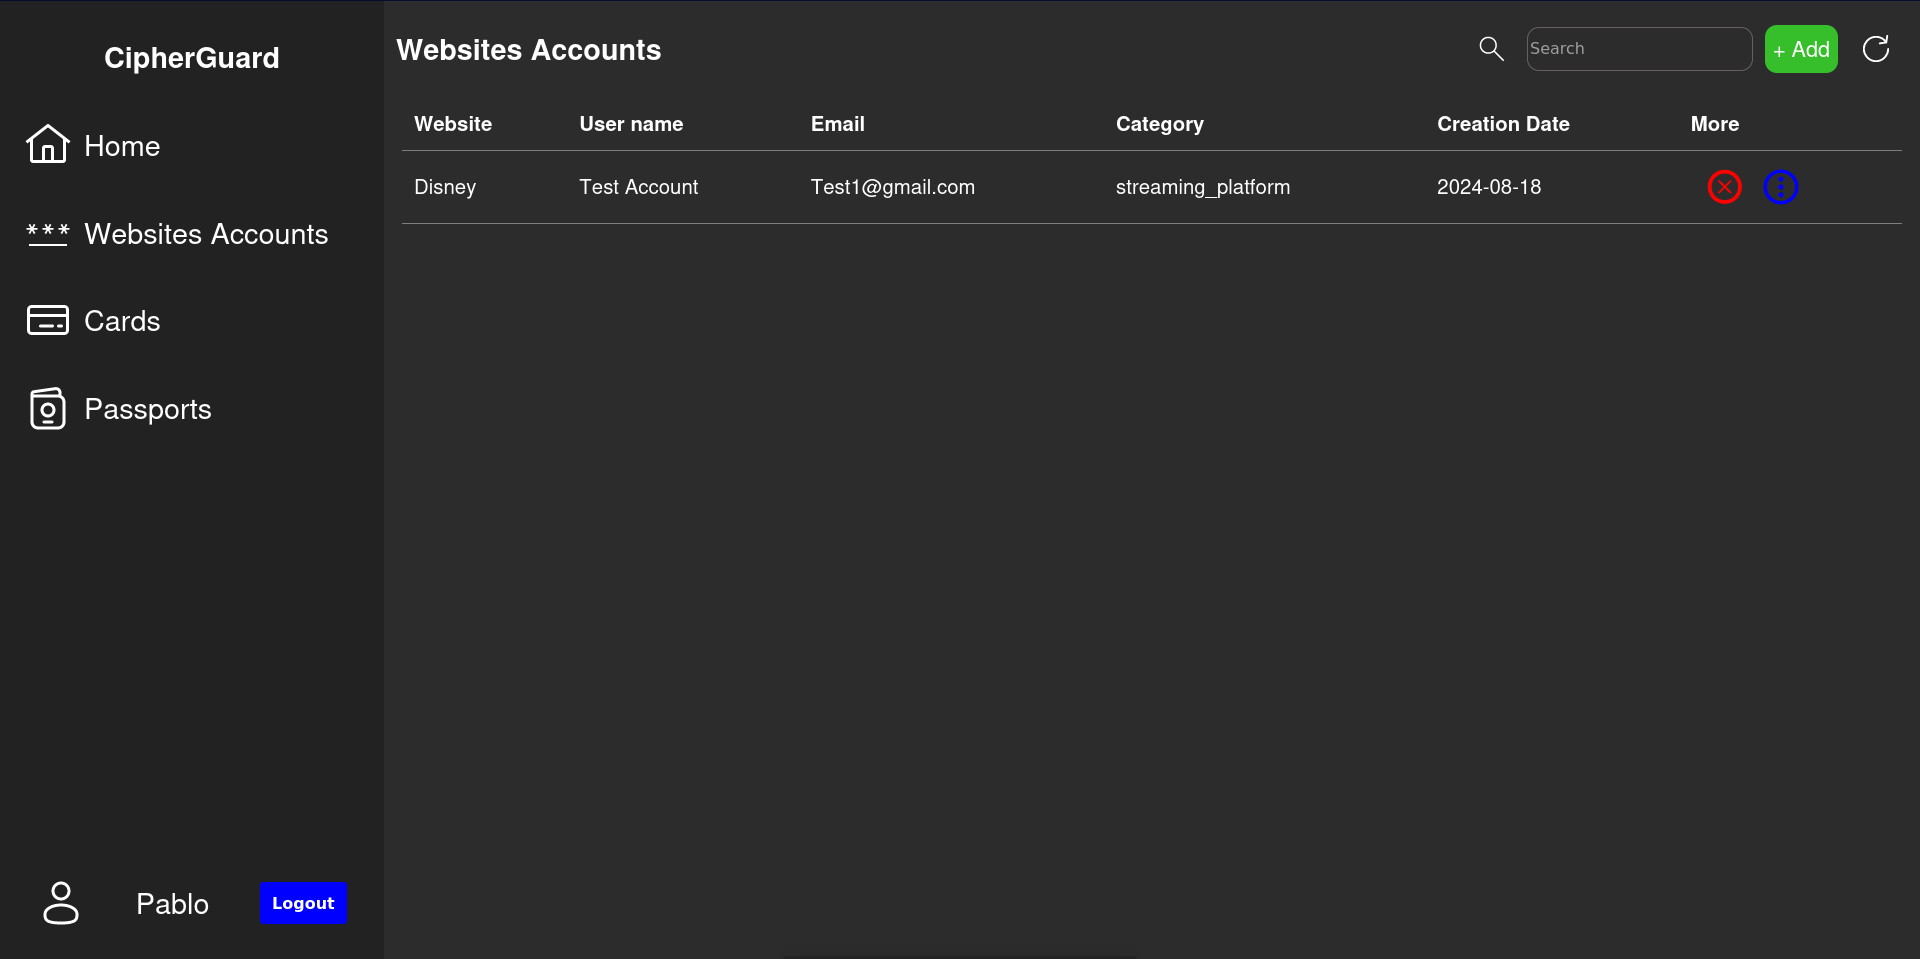 CipherGuard
Home
*** Websites Accounts
Cards
Passports
Pablo Logout
Websites Accounts
Search + Add
Website User name Email Category Creation Date More
Disney Test Account Test1@gmail.com streaming_platform 2024-08-18